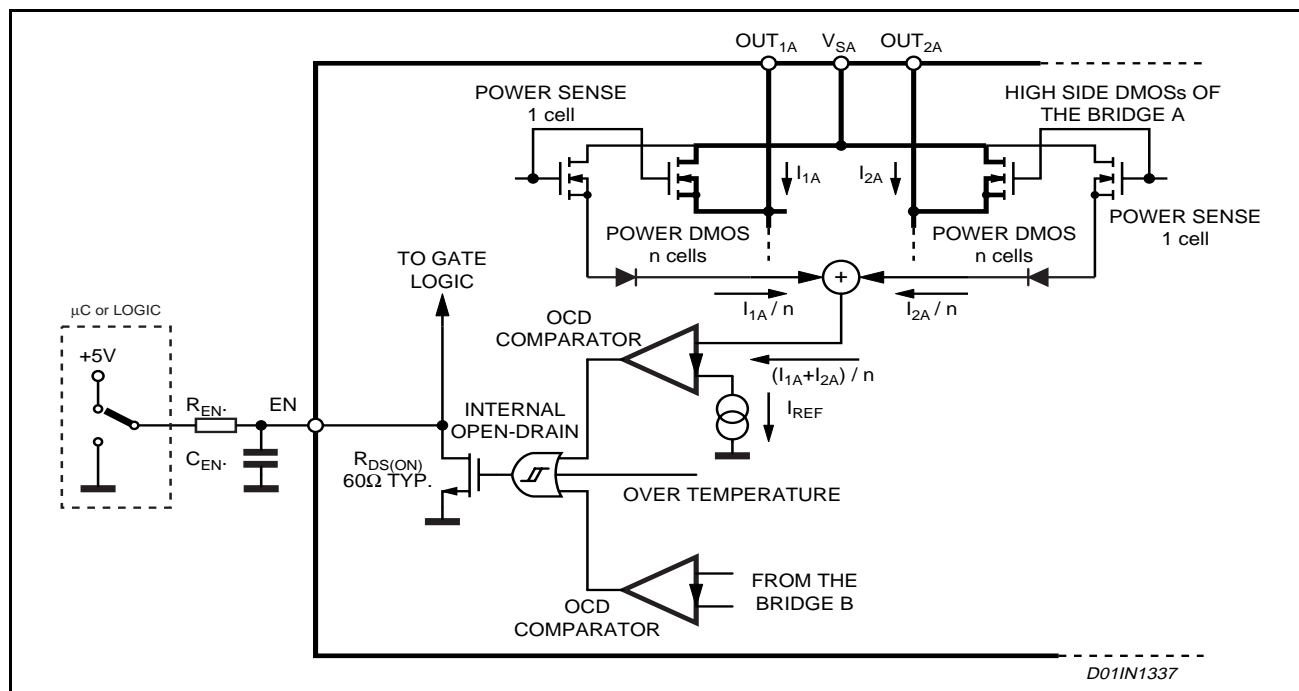 OUT1A VSA OUT2A
POWER SENSE
1 cell
HIGH SIDE DMOSs OF
THE BRIDGE A
I1A I2A
POWER DMOS
n cells
POWER DMOS
n cells
POWER SENSE
1 cell
TO GATE
LOGIC
+
I1A / n I2A / n
µC or LOGIC
+5V
OCD
COMPARATOR
(I1A+I2A) / n
IREF
REN. EN
INTERNAL
OPEN-DRAIN
CEN.
RDS(ON)
60Ω TYP.
OVER TEMPERATURE
FROM THE
BRIDGE B
OCD
COMPARATOR
D01IN1337